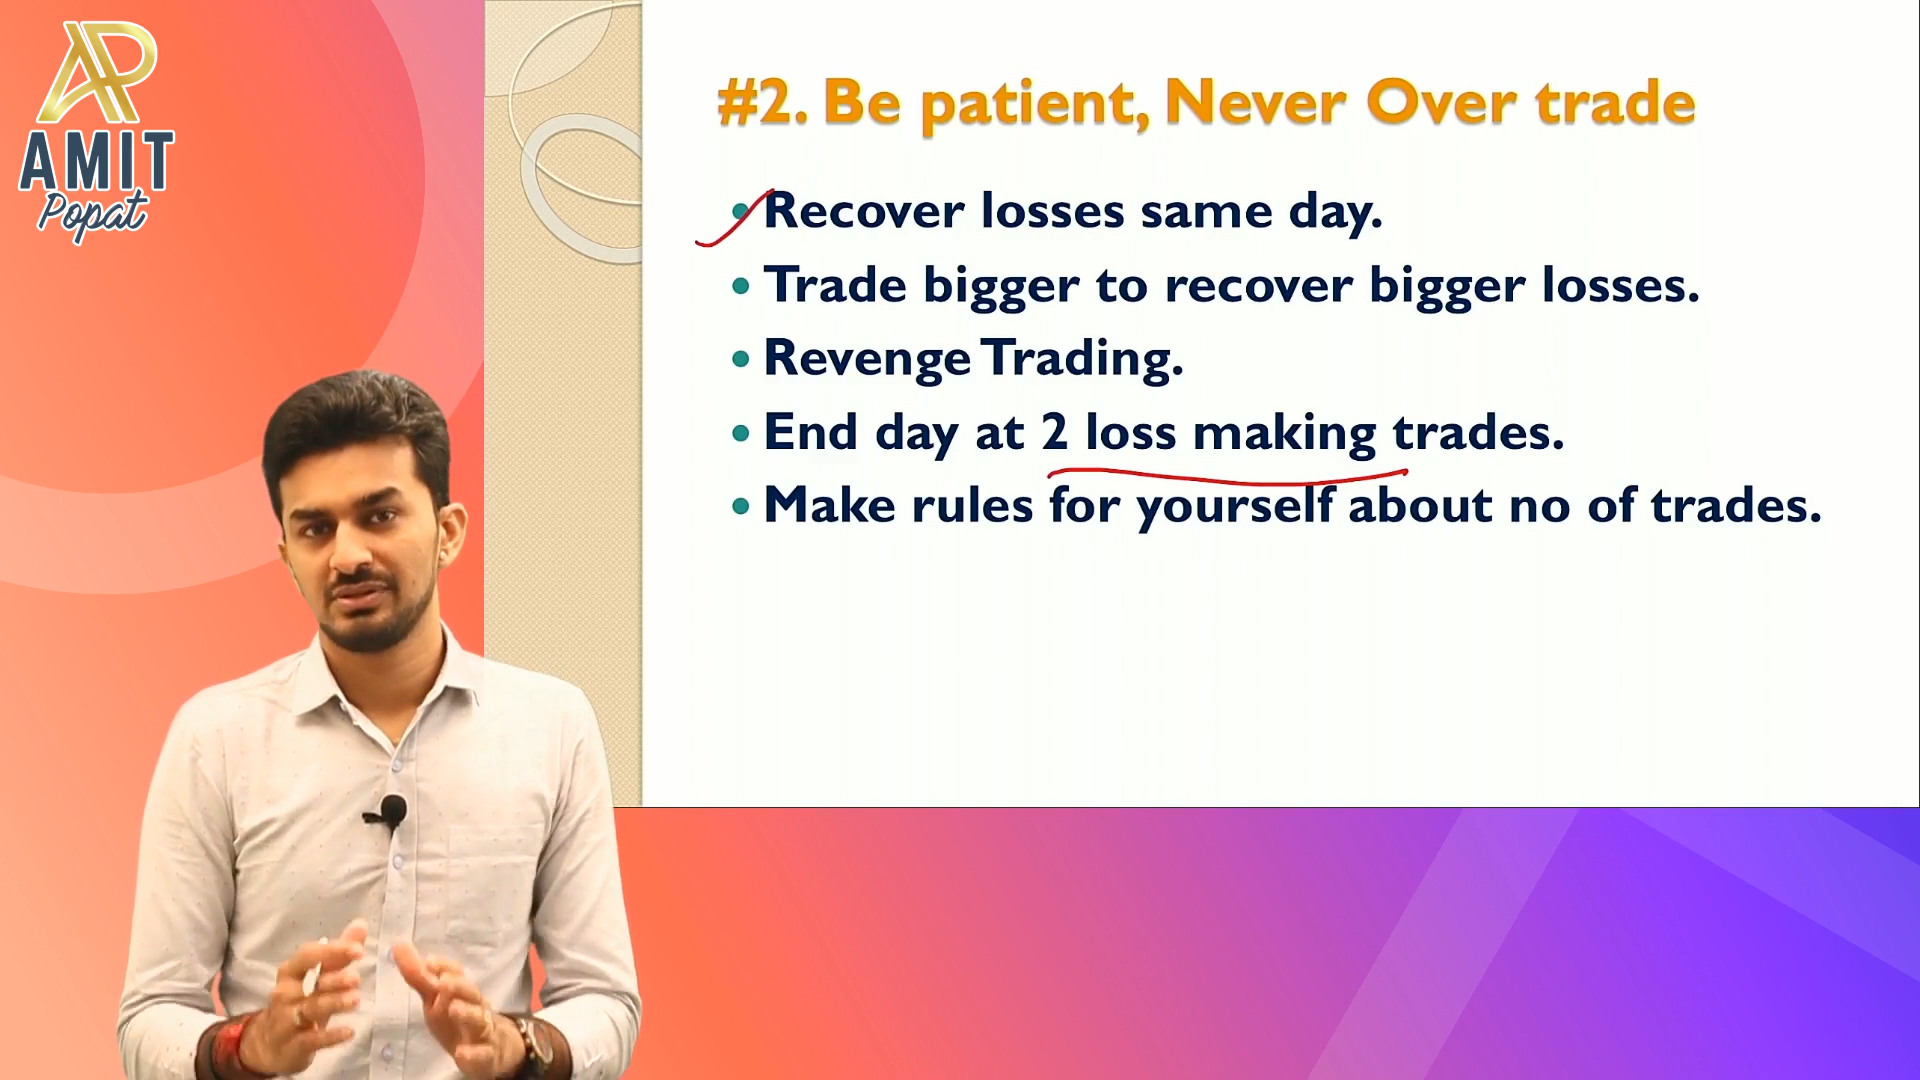 AP
AMIT
Popat
#2. Be patient, Never Over trade
• Recover losses same day.
• Trade bigger to recover bigger losses.
• Revenge Trading.
• End day at 2 loss making trades.
• Make rules for yourself about no of trades.